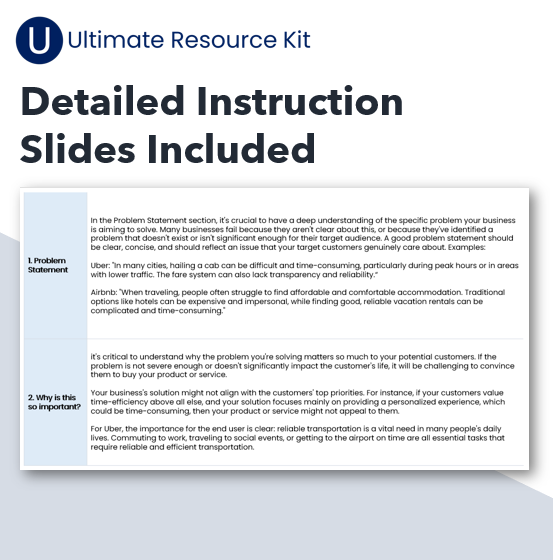 U Ultimate Resource Kit
Detailed Instruction
Slides Included
1. Problem
Statement
In the Problem Statement section, it's crucial to have a deep understanding of the specific problem your business
is aiming to solve. Many businesses fail because they aren't clear about this, or because they've identified a
problem that doesn't exist or isn't significant enough for their target audience. A good problem statement should
be clear, concise, and should reflect an issue that your target customers genuinely care about. Examples:
Uber: "In many cities, hailing a cab can be difficult and time-consuming, particularly during peak hours or in areas
with lower traffic. The fare system can also lack transparency and reliability."
Airbnb: "When traveling, people often struggle to find affordable and comfortable accommodation. Traditional
options like hotels can be expensive and impersonal, while finding good, reliable vacation rentals can be
complicated and time-consuming."
2. Why is this
so important?
it's critical to understand why the problem you're solving matters so much to your potential customers. If the
problem is not severe enough or doesn't significantly impact the customer's life, it will be challenging to convince
them to buy your product or service.
Your business's solution might not align with the customers' top priorities. For instance, if your customers value
time-efficiency above all else, and your solution focuses mainly on providing a personalized experience, which
could be time-consuming, then your product or service might not appeal to them.
For Uber, the importance for the end user is clear: reliable transportation is a vital need in many people's daily
lives. Commuting to work, traveling to social events, or getting to the airport on time are all essential tasks that
require reliable and efficient transportation.